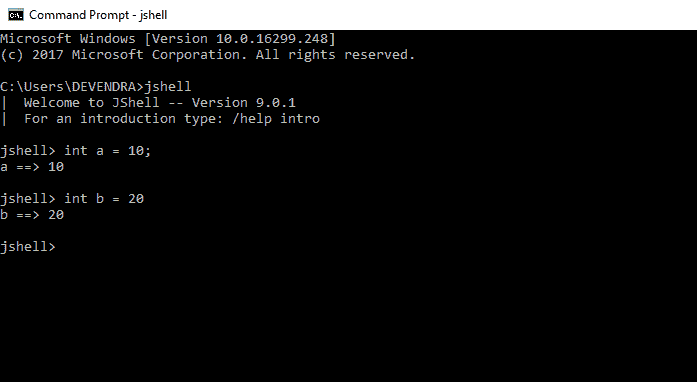 Command Prompt - jshell
Microsoft Windows [Version 10.0.16299.248]
(c) 2017 Microsoft Corporation. All rights reserved.
C:\Users\DEVENDRA>jshell
|  Welcome to JShell -- Version 9.0.1
|  For an introduction type: /help intro
jshell> int a = 10;
a ==> 10
jshell> int b = 20
b ==> 20
jshell>